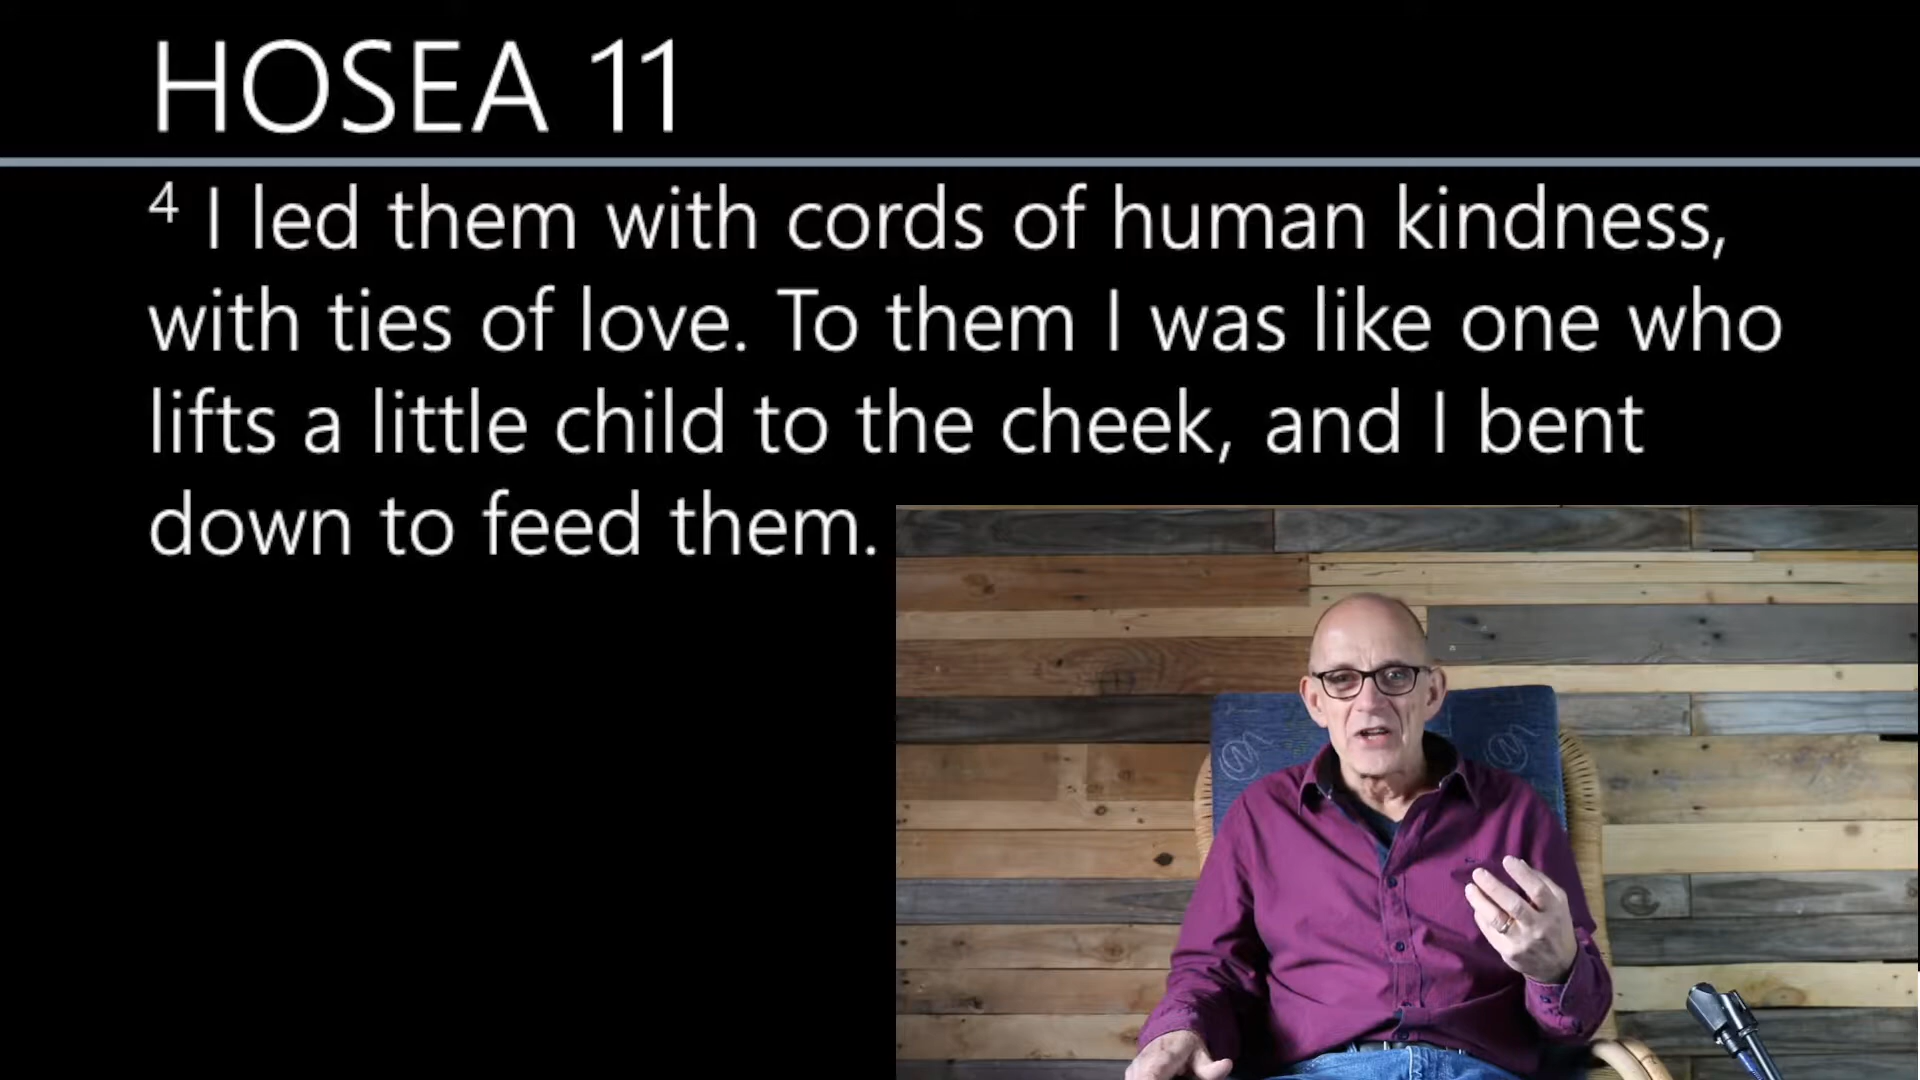 HOSEA 11
4 I led them with cords of human kindness,
with ties of love. To them I was like one who
lifts a little child to the cheek, and I bent
down to feed them.